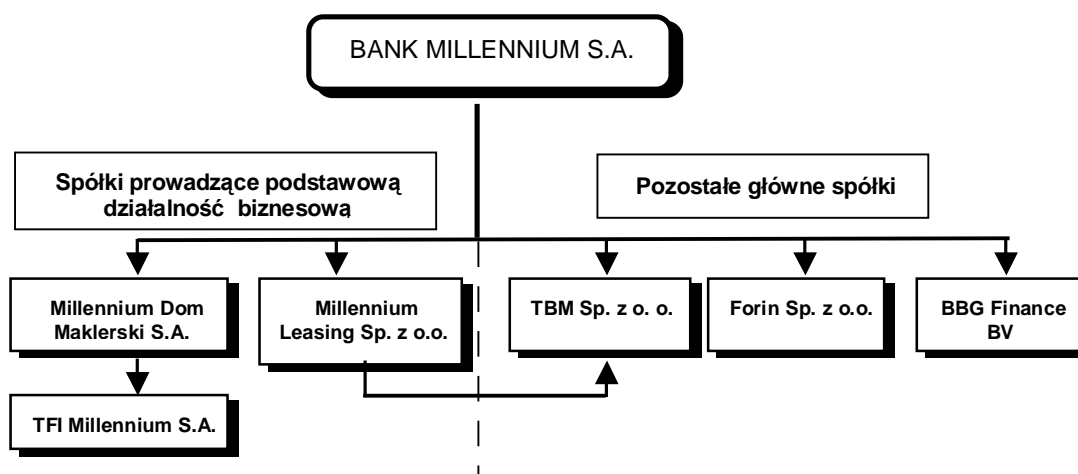 BANK MILLENNIUM S.A.
Spółki prowadzące podstawową
działalność biznesową
Pozostałe główne spółki
Millennium Dom
Maklerski S.A.
Millennium
Leasing Sp. z o.o.
TBM Sp. z o. o.
Forin Sp. z o.o.
BBG Finance
BV
TFI Millennium S.A.